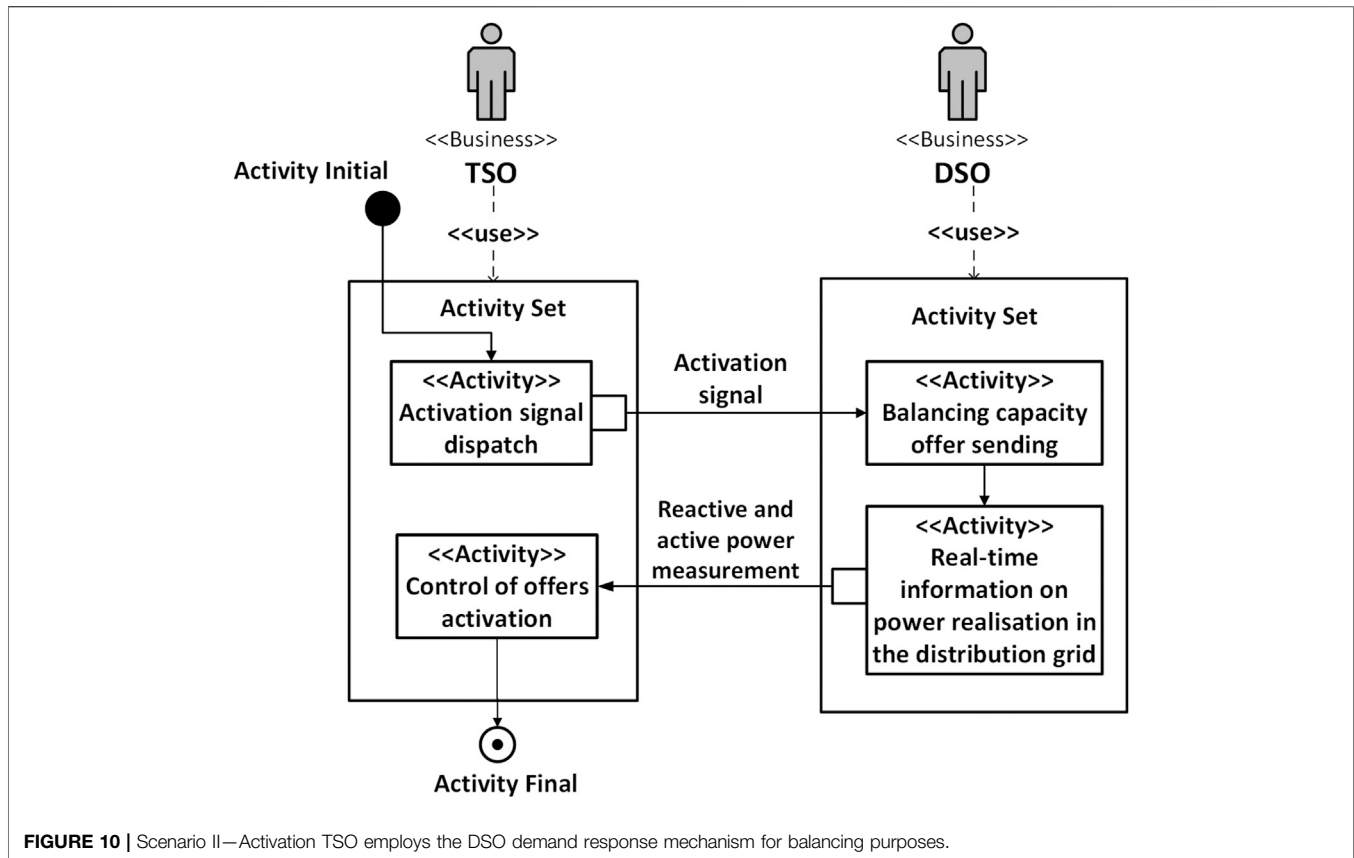 <<Business>>
TSO
<<Business>>
DSO
Activity Initial
<<use>>
<<use>>
Activity Set
Activity Set
<<Activity>>
Activation signal
dispatch
Activation
signal
<<Activity>>
Balancing capacity
offer sending
<<Activity>>
Control of offers
activation
Reactive and
active power
measurement
<<Activity>>
Real-time
information on
power realisation in
the distribution grid
Activity Final
FIGURE 10 | Scenario II—Activation TSO employs the DSO demand response mechanism for balancing purposes.